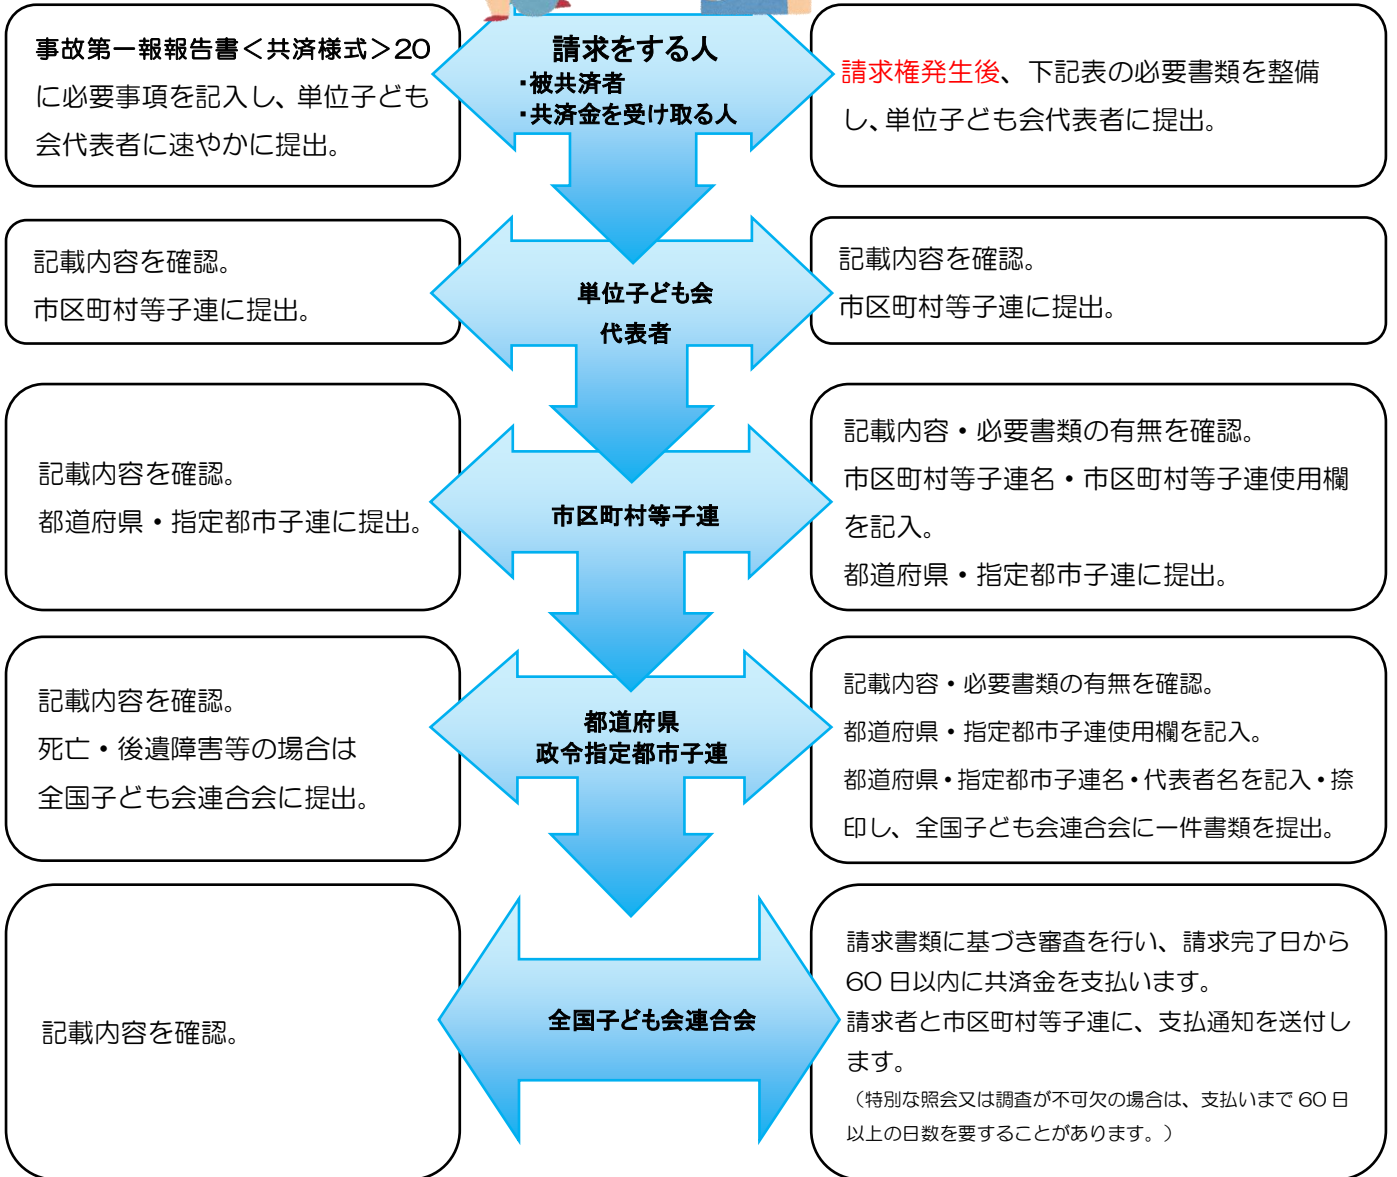 事故第一報報告書＜共済様式＞20
に必要事項を記入し、単位子ども
会代表者に速やかに提出。
請求をする人
・被共済者
・共済金を受け取る人
請求権発生後、下記表の必要書類を整備
し、単位子ども会代表者に提出。
記載内容を確認。
市区町村等子連に提出。
単位子ども会
代表者
記載内容を確認。
市区町村等子連に提出。
記載内容を確認。
都道府県・指定都市子連に提出。
市区町村等子連
記載内容・必要書類の有無を確認。
市区町村等子連名・市区町村等子連使用欄
を記入。
都道府県・指定都市子連に提出。
記載内容を確認。
死亡・後遺障害等の場合は
全国子ども会連合会に提出。
都道府県
政令指定都市子連
記載内容・必要書類の有無を確認。
都道府県・指定都市子連使用欄を記入。
都道府県・指定都市子連名・代表者名を記入・捺
印し、全国子ども会連合会に一件書類を提出。
記載内容を確認。
全国子ども会連合会
請求書類に基づき審査を行い、請求完了日から
60 日以内に共済金を支払います。
請求者と市区町村等子連に、支払通知を送付し
ます。
（特別な照会又は調査が不可欠の場合は、支払いまで 60 日
以上の日数を要することがあります。）